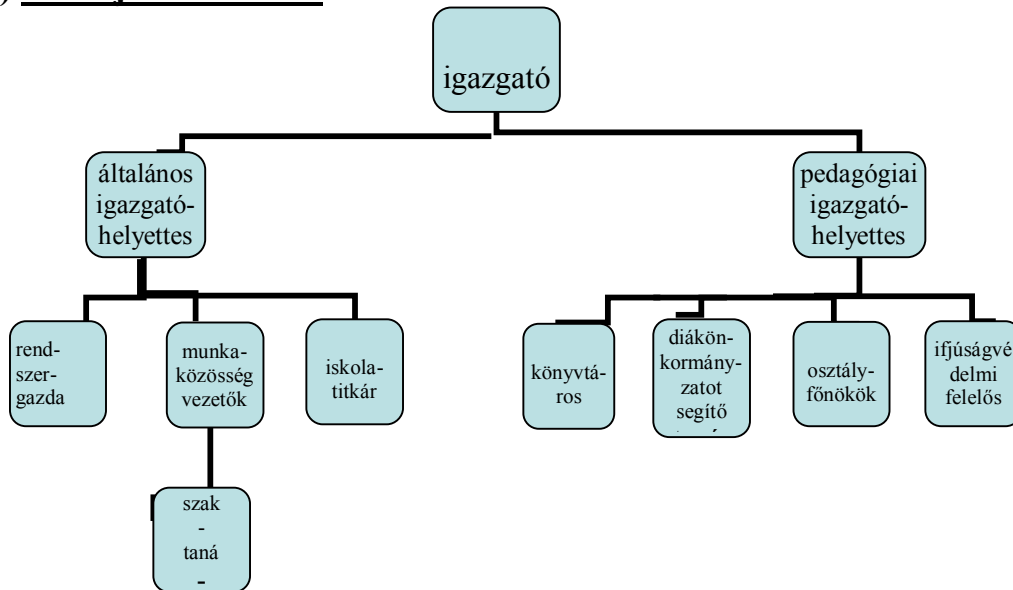 igazgató
általános
igazgató-
helyettes
pedagógiai
igazgató-
helyettes
rend-
szer-
gazda
munka-
közösség
vezetők
iskola-
titkár
könyvtá-
ros
diákön-
kormány-
zatot
segítő
osztály-
főnökök
ifjúságvé
delmi
felelős
szak
-
taná
-